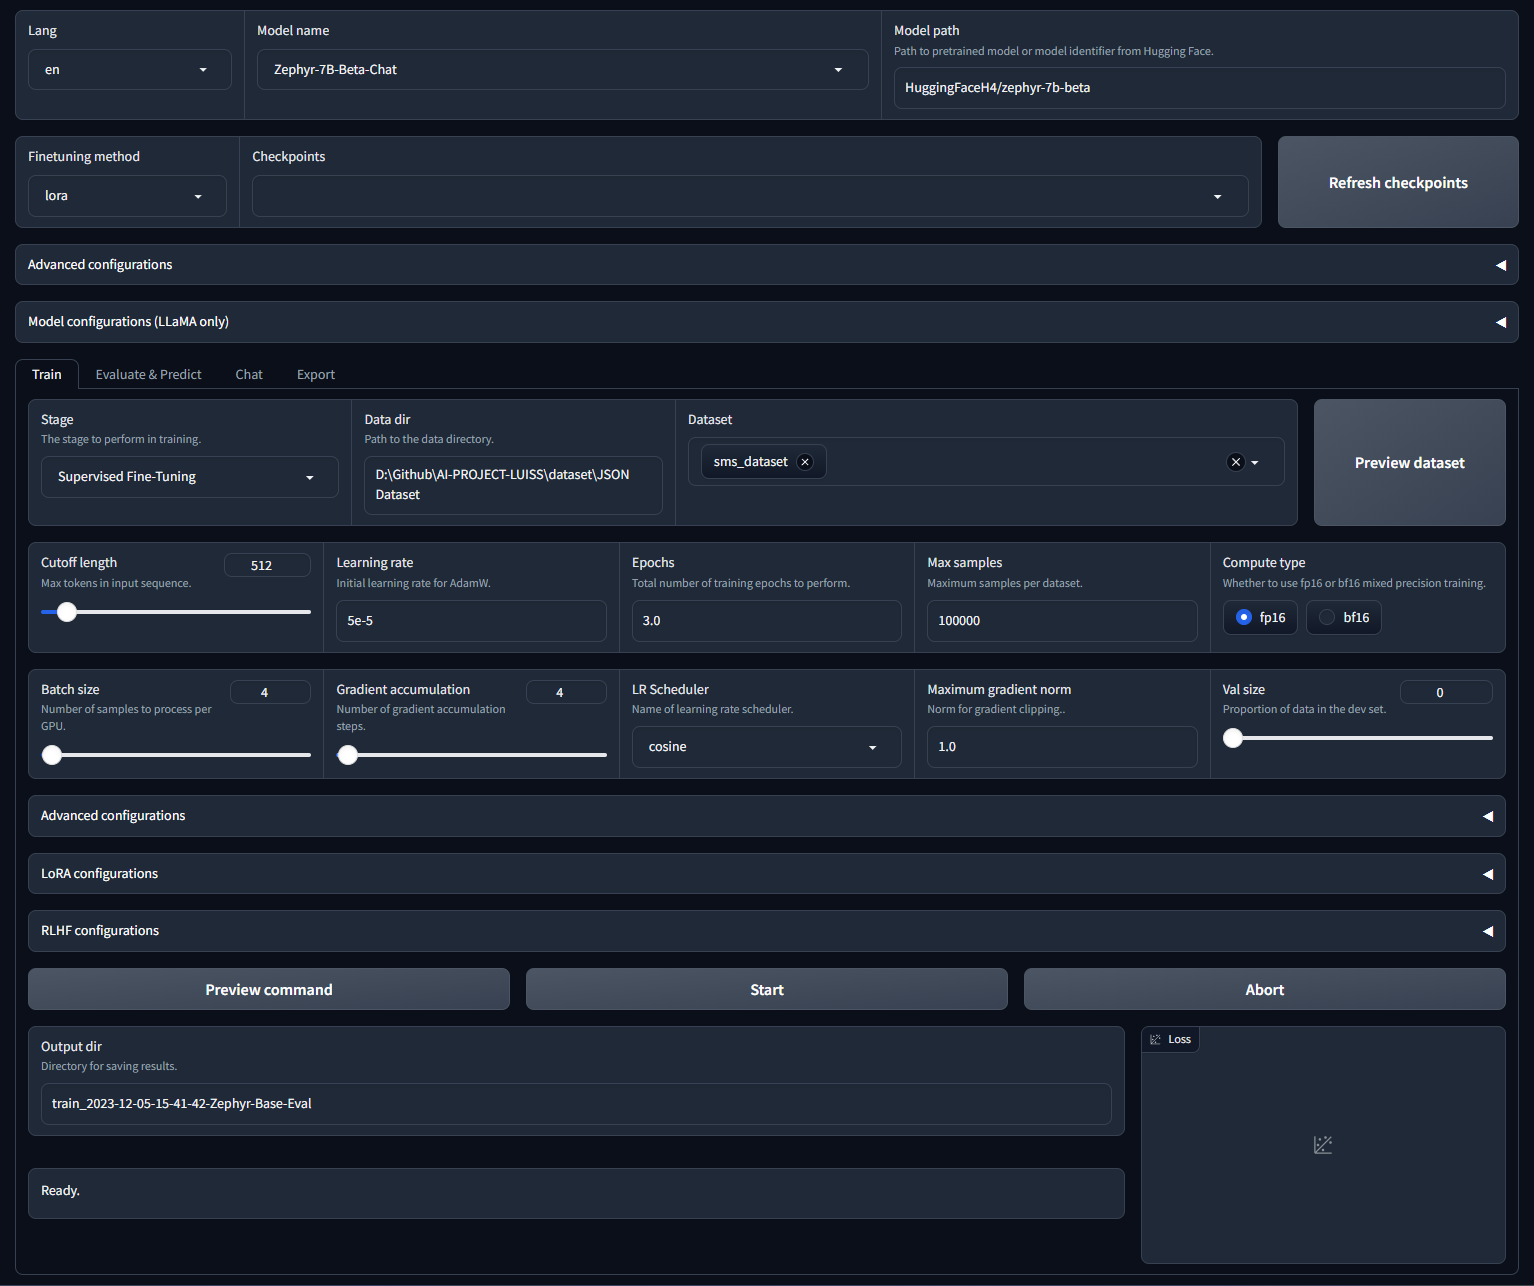 Lang
en
Model name
Zephyr-7B-Beta-Chat
Model path
Path to pretrained model or model identifier from Hugging Face.
HuggingFaceH4/zephyr-7b-beta
Finetuning method
lora
Checkpoints
Refresh checkpoints
Advanced configurations
Model configurations (LLaMA only)
Train
Evaluate & Predict
Chat
Export
Stage
The stage to perform in training.
Supervised Fine-Tuning
Data dir
Path to the data directory.
D:\Github\AI-PROJECT-LUISS\dataset\JSON
Dataset
Dataset
sms_dataset
Preview dataset
Cutoff length
512
Max tokens in input sequence.
Learning rate
Initial learning rate for AdamW.
5e-5
Epochs
Total number of training epochs to perform.
3.0
Max samples
Maximum samples per dataset.
100000
Compute type
Whether to use fp16 or bf16 mixed precision training.
fp16
bf16
Batch size
4
Number of samples to process per
GPU.
Gradient accumulation
4
Number of gradient accumulation
steps.
LR Scheduler
Name of learning rate scheduler.
cosine
Maximum gradient norm
Norm for gradient clipping..
1.0
Val size
0
Proportion of data in the dev set.
Advanced configurations
LoRA configurations
RLHF configurations
Preview command
Start
Abort
Output dir
Directory for saving results.
train_2023-12-05-15-41-42-Zephyr-Base-Eval
Loss
Ready.